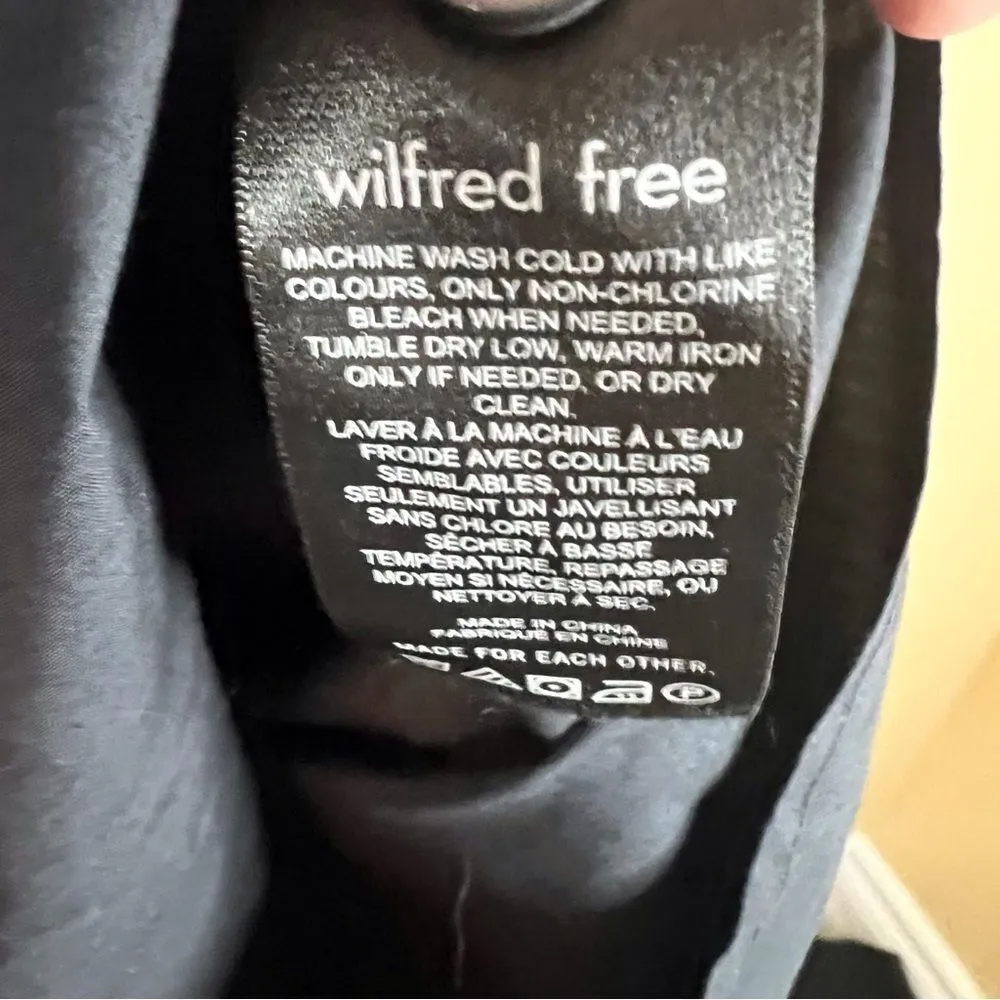 wilfred free
MACHINE WASH COLD WITH LIKE
COLOURS, ONLY NON-CHLORINE
BLEACH WHEN NEEDED,
TUMBLE DRY LOW, WARM IRON
ONLY IF NEEDED, OR DRY
CLEAN.
LAVER À LA MACHINE À L'EAU
FROIDE AVEC COULEURS
SEMBLABLES, UTILISER
SEULEMENT UN JAVELLISANT
SANS CHLORE AU BESOIN,
SÉCHER À BASSE
TEMPÉRATURE, REPASSAGE
MOYEN SI NÉCESSAIRE, OU
NETTOYER À SEC.
MADE IN CHINA
FABRIQUÉ EN CHINE
MADE FOR EACH OTHER.
P